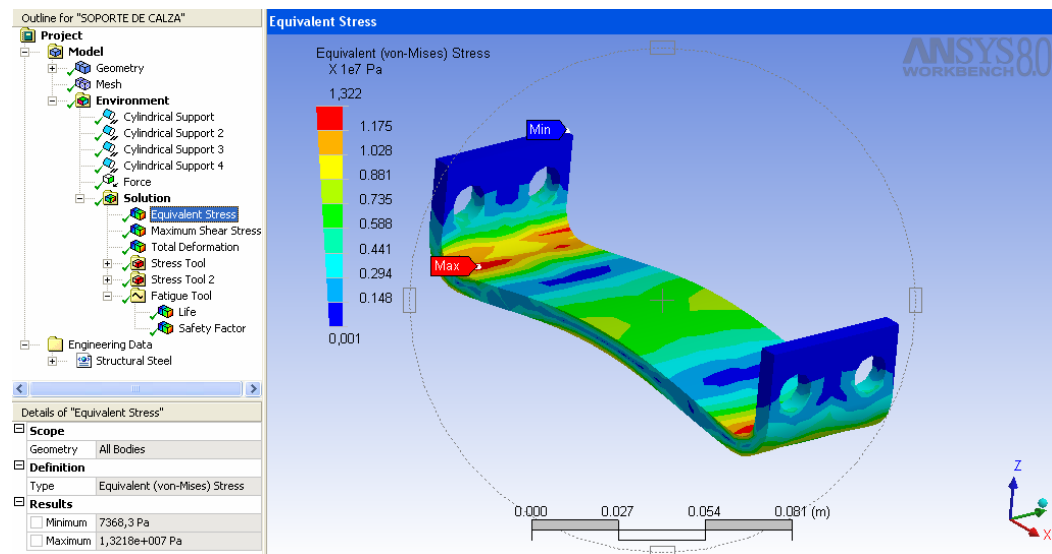 Outline for "SOPORTE DE CALZA"
Project
Model
Geometry
Mesh
Environment
Cylindrical Support
Cylindrical Support 2
Cylindrical Support 3
Cylindrical Support 4
Force
Solution
Equivalent Stress
Maximum Shear Stress
Total Deformation
Stress Tool
Stress Tool 2
Fatigue Tool
Life
Safety Factor
Engineering Data
Structural Steel
Details of "Equivalent Stress"
Scope
Geometry All Bodies
Definition
Type Equivalent (von-Mises) Stress
Results
Minimum 7368,3 Pa
Maximum 1,3218e+007 Pa
Equivalent Stress
Equivalent (von-Mises) Stress
X 1e7 Pa
1,322
1.175
1.028
0.881
0.735
0.588
0.441
0.294
0.148
0,001
ANSYS 8.0
WORKBENCH
Min
Max
0.000 0.027 0.054 0.081 (m)
Z
X